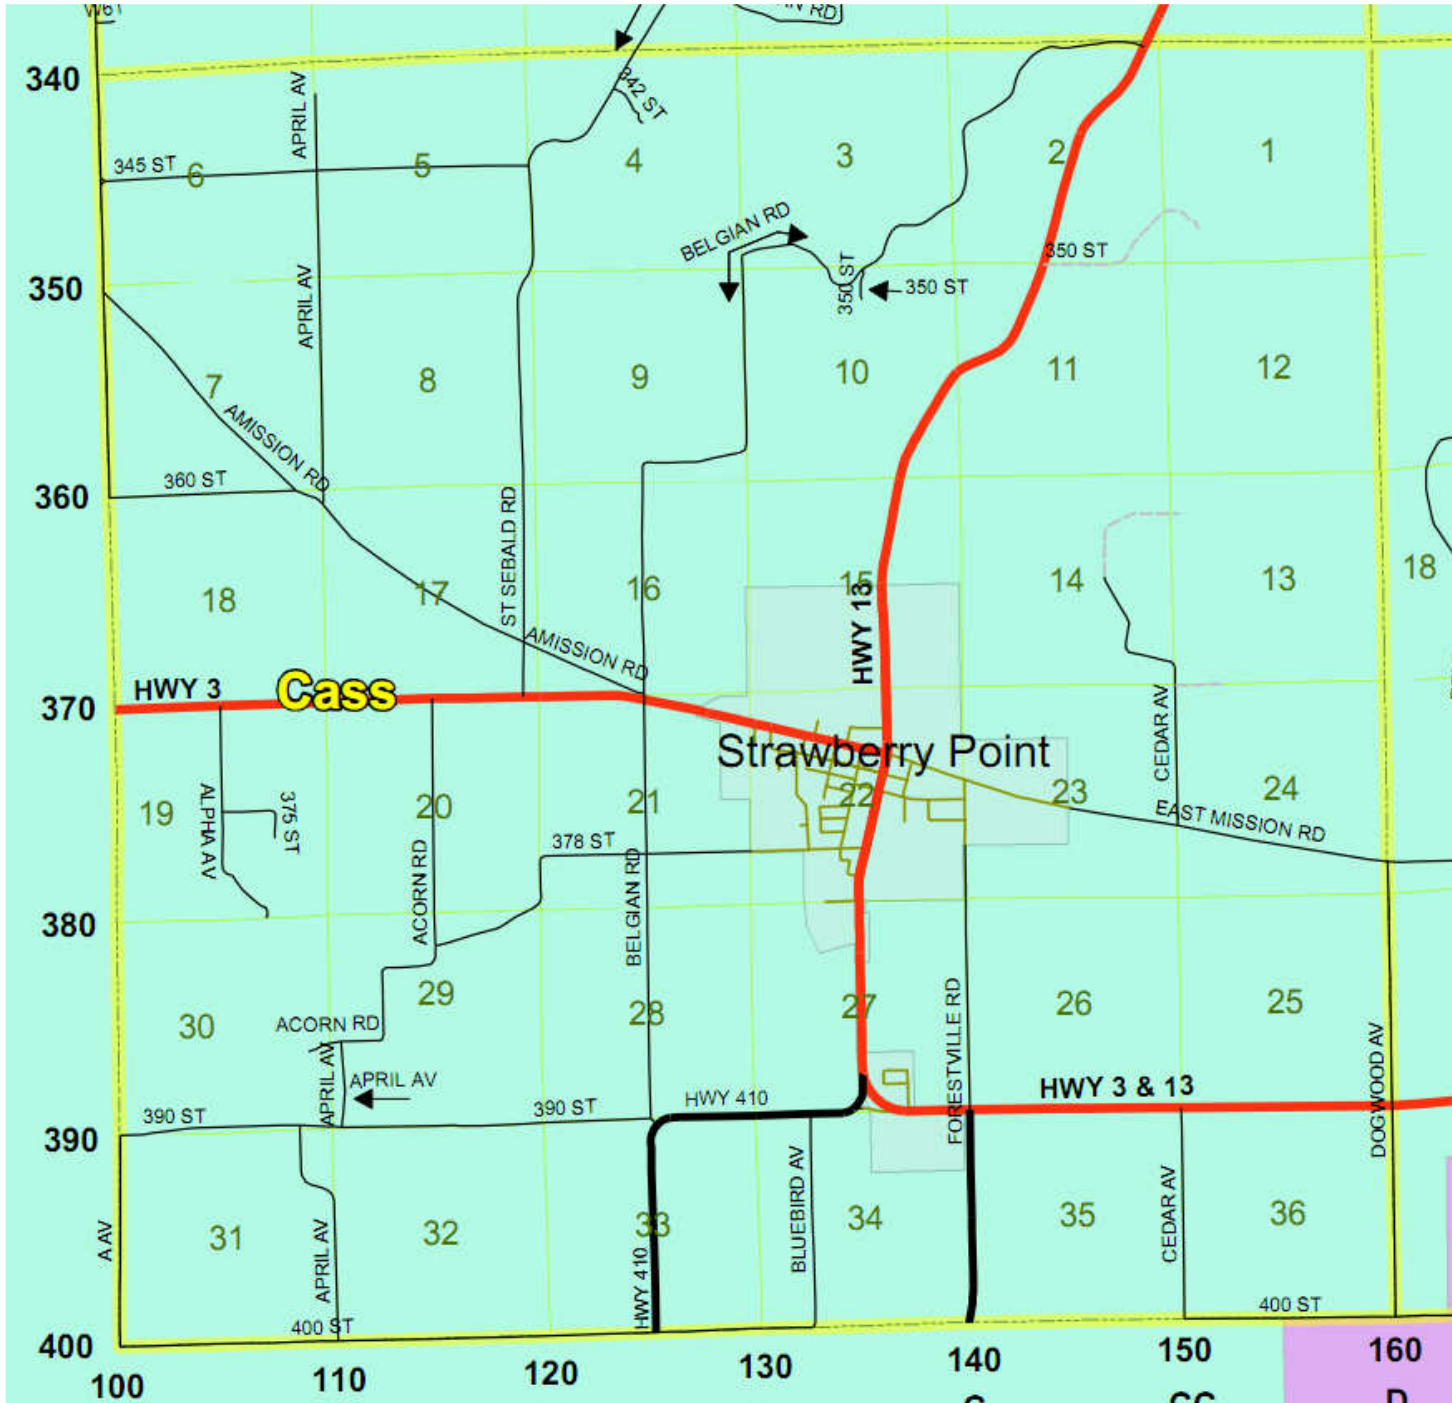 W61
340
APRIL AV
342 ST
345 ST
6
5
4
3
2
1
BELGIAN RD
350 ST
350 ST
350 ST
350
APRIL AV
7
8
9
10
11
12
AMISSION RD
360
360 ST
ST SEBALD RD
18
17
16
15
14
13
18
HWY 13
AMISSION RD
370
HWY 3
Cass
Strawberry Point
CEDAR AV
19
ALPHA AV
375 ST
20
21
22
23
24
EAST MISSION RD
378 ST
ACORN RD
BELGIAN RD
380
30
29
28
27
26
25
ACORN RD
APRIL AV
APRIL AV
FORESTVILLE RD
DOGWOOD AV
HWY 410
HWY 3 & 13
390
390 ST
390 ST
A AV
31
APRIL AV
32
33
HWY 410
BLUEBIRD AV
34
35
CEDAR AV
36
400
400 ST
400 ST
100
110
120
130
140
150
160